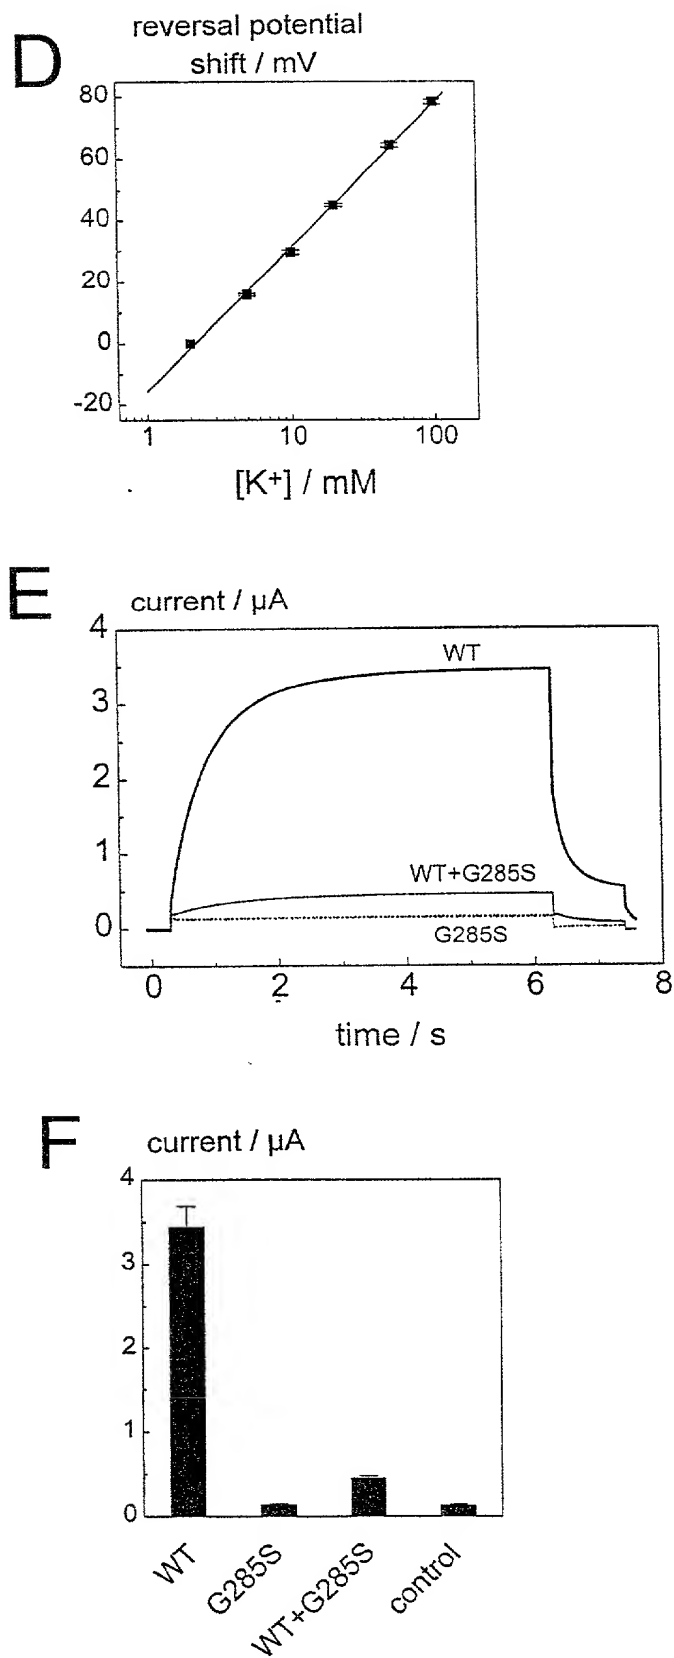 D
reversal potential
shift / mV
80
60
40
20
0
-20
1 10 100
[K+] / mM
E
current / µA
4
3
2
1
0
WT
WT+G285S
G285S
0 2 4 6 8
time / s
F
current / µA
4
3
2
1
0
WT
G285S
WT+G285S
control